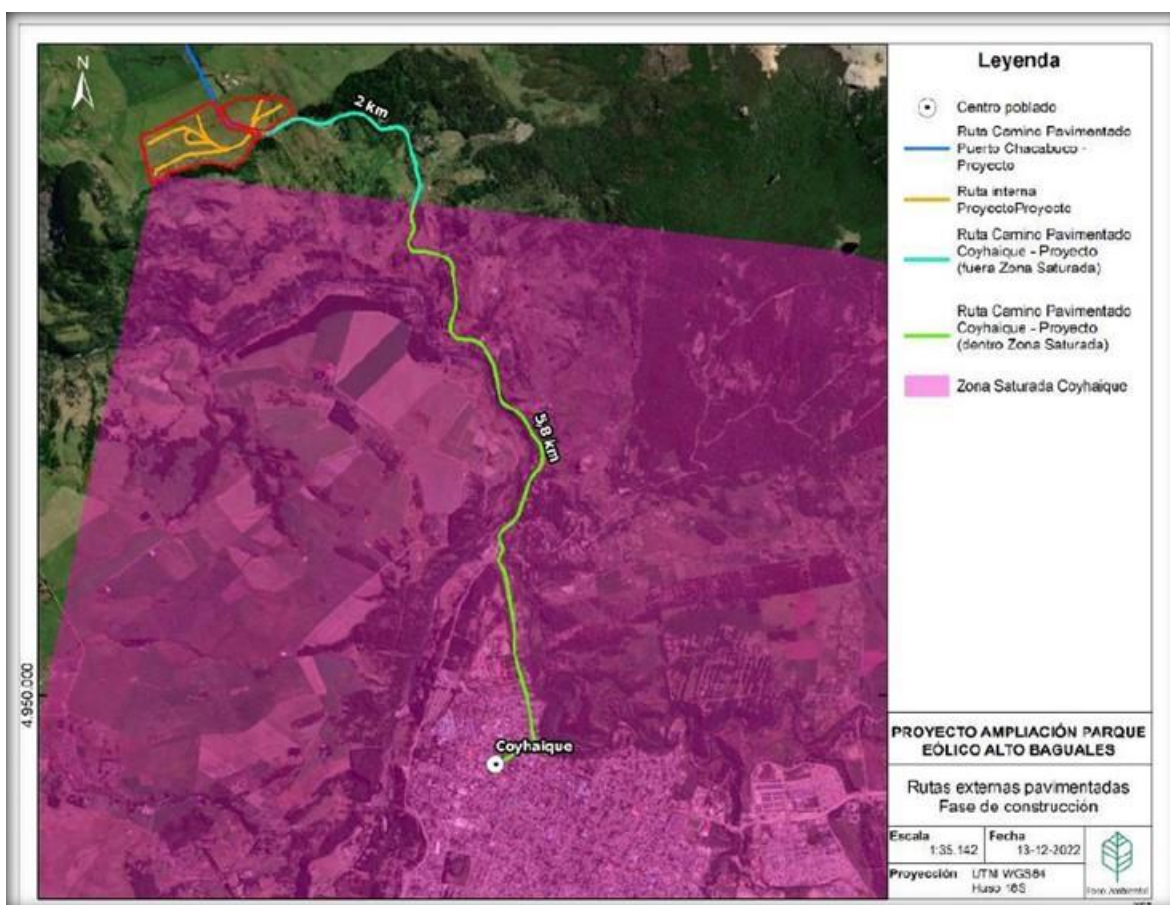 N
2 km
5,8 km
Coyhaique
4.950.000
Leyenda
Centro poblado
Ruta Camino Pavimentado
Puerto Chacabuco -
Proyecto
Ruta interna
ProyectoProyecto
Ruta Camino Pavimentado
Coyhaique - Proyecto
(fuera Zona Saturada)
Ruta Camino Pavimentado
Coyhaique - Proyecto
(dentro Zona Saturada)
Zona Saturada Coyhaique
PROYECTO AMPLIACIÓN PARQUE
EÓLICO ALTO BAGUALES
Rutas externas pavimentadas
Fase de construcción
Escala
1:35.142
Fecha
13-12-2022
Proyección UTM WGS84
Huso 18S
Ambiental